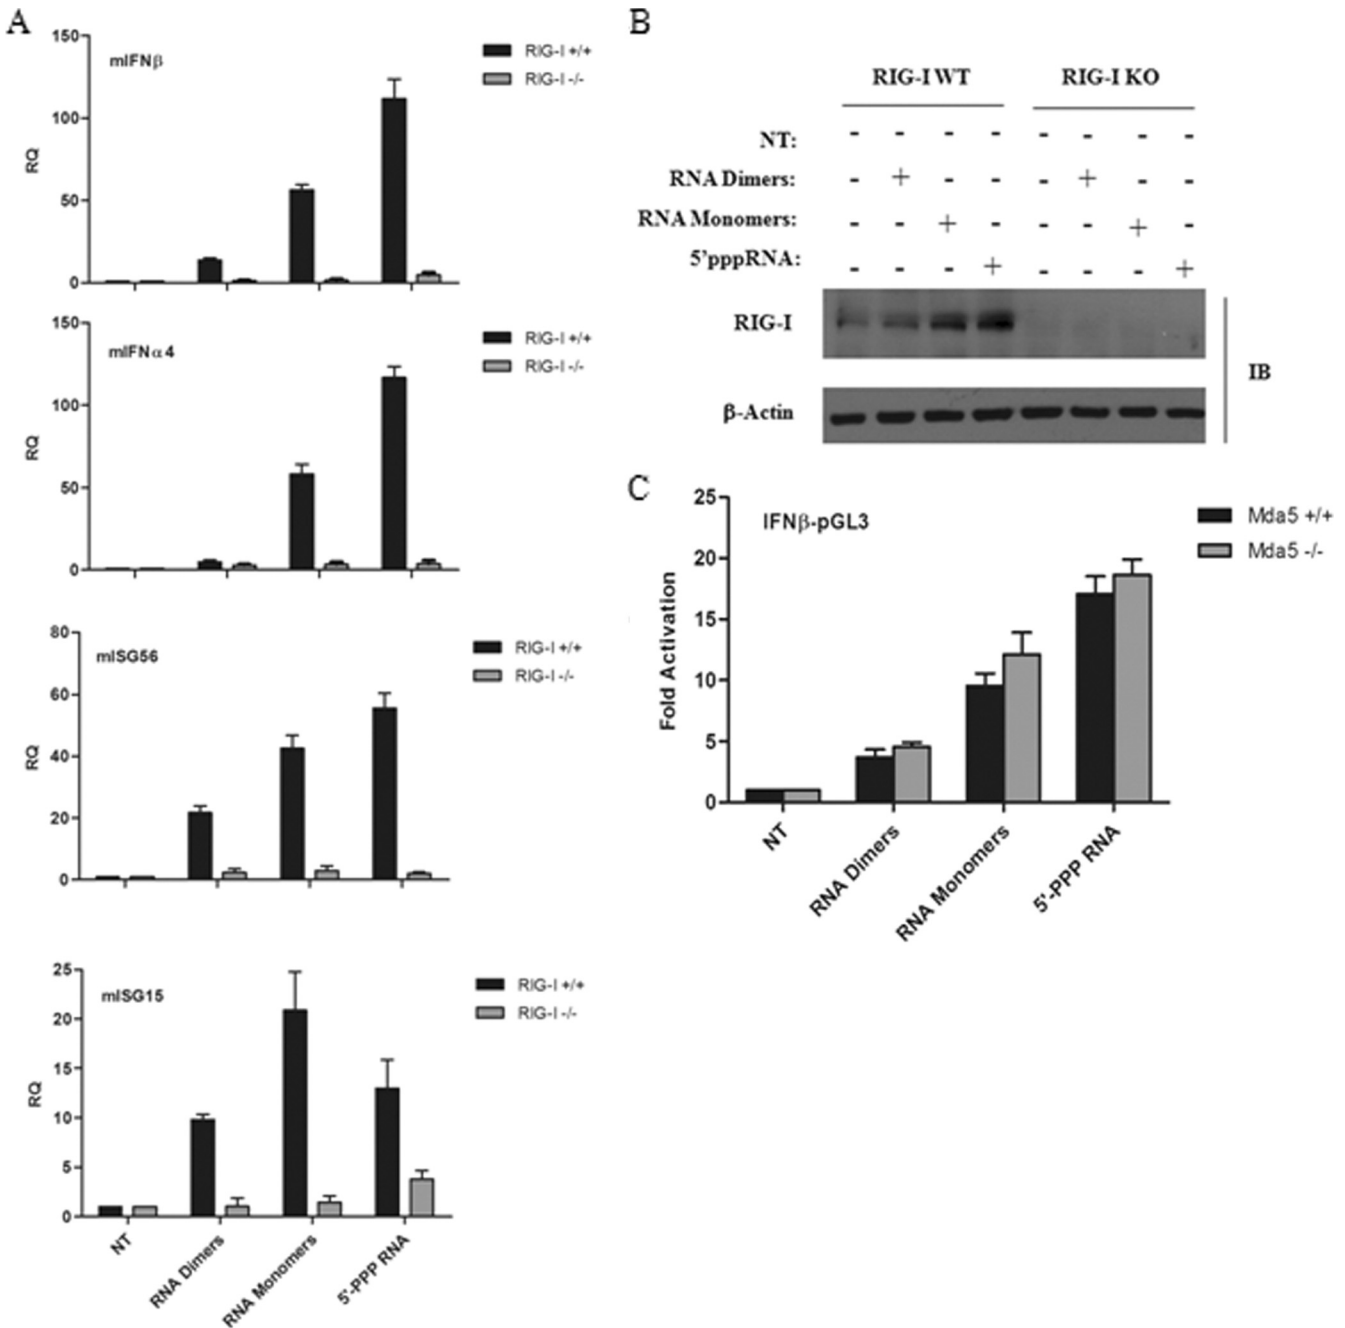 A
mIFNβ
RIG-I +/+
RIG-I -/-
150
100
50
0
RQ
mIFNα4
RIG-I +/+
RIG-I -/-
150
100
50
0
RQ
mISG56
RIG-I +/+
RIG-I -/-
80
60
40
20
0
RQ
mISG15
RIG-I +/+
RIG-I -/-
25
20
15
10
5
0
RQ
NT
RNA Dimers
RNA Monomers
5'-PPP RNA
B
RIG-I WT RIG-I KO
NT: - - - - - - - -
RNA Dimers: - + - - - + - -
RNA Monomers: - - + - - - + -
5'pppRNA: - - - + - - - +
RIG-I
β-Actin
IB
C
IFNβ-pGL3
Mda5 +/+
Mda5 -/-
25
20
15
10
5
0
Fold Activation
NT
RNA Dimers
RNA Monomers
5'-PPP RNA